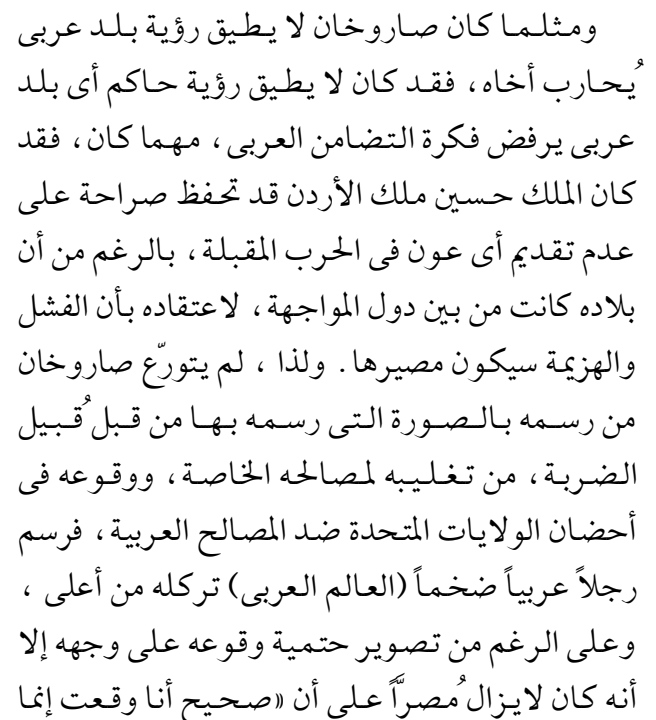 ومثلما كان صاروخان لا يطيق رؤية بلد عربى
يُحارب أخاه، فقد كان لا يطيق رؤية حاكم أى بلد
عربى يرفض فكرة التضامن العربى، مهما كان، فقد
كان الملك حسين ملك الأردن قد تحفظ صراحة على
عدم تقديم أى عون فى الحرب المقبلة، بالرغم من أن
بلاده كانت من بين دول المواجهة، لاعتقاده بأن الفشل
والهزيمة سيكون مصيرها. ولذا ، لم يتورّع صاروخان
من رسمه بالصورة التى رسمه بها من قبل قُبيل
الضربة، من تغليبه لمصالحه الخاصة، ووقوعه فى
أحضان الولايات المتحدة ضد المصالح العربية، فرسم
رجلاً عربياً ضخماً (العالم العربى) تركله من أعلى ،
وعلى الرغم من تصوير حتمية وقوعه على وجهه إلا
أنه كان لايزال مُصرّاً على أن «صحيح أنا وقعت إنما